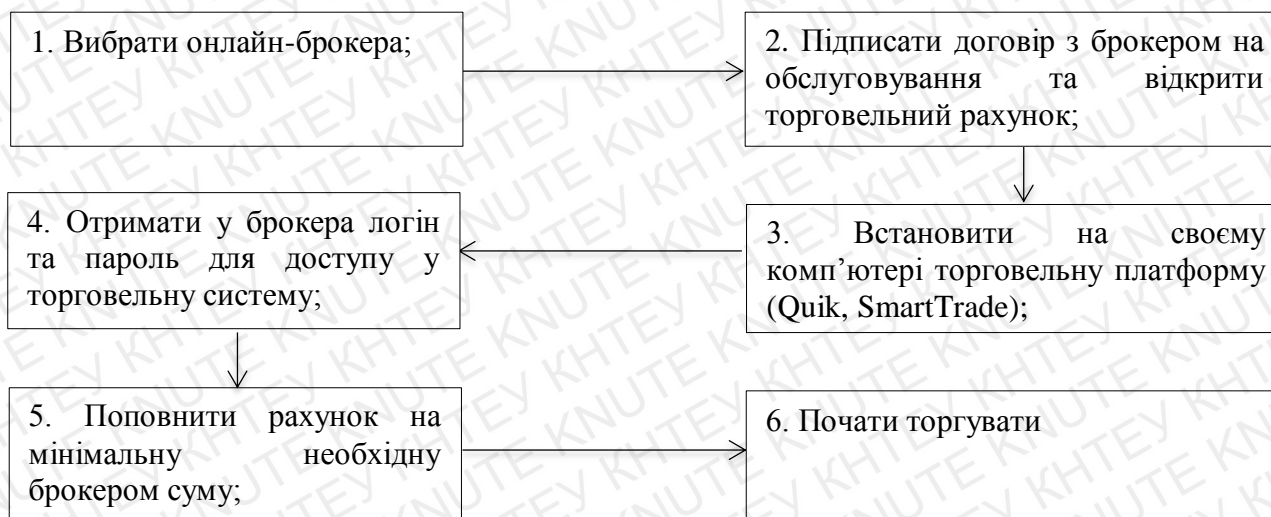 1. Вибрати онлайн-брокера;
2. Підписати договір з брокером на
обслуговування та відкрити
торговельний рахунок;
3. Встановити на своєму
комп’ютері торговельну платформу
(Quik, SmartTrade);
4. Отримати у брокера логін
та пароль для доступу у
торговельну систему;
5. Поповнити рахунок на
мінімальну необхідну
брокером суму;
6. Почати торгувати